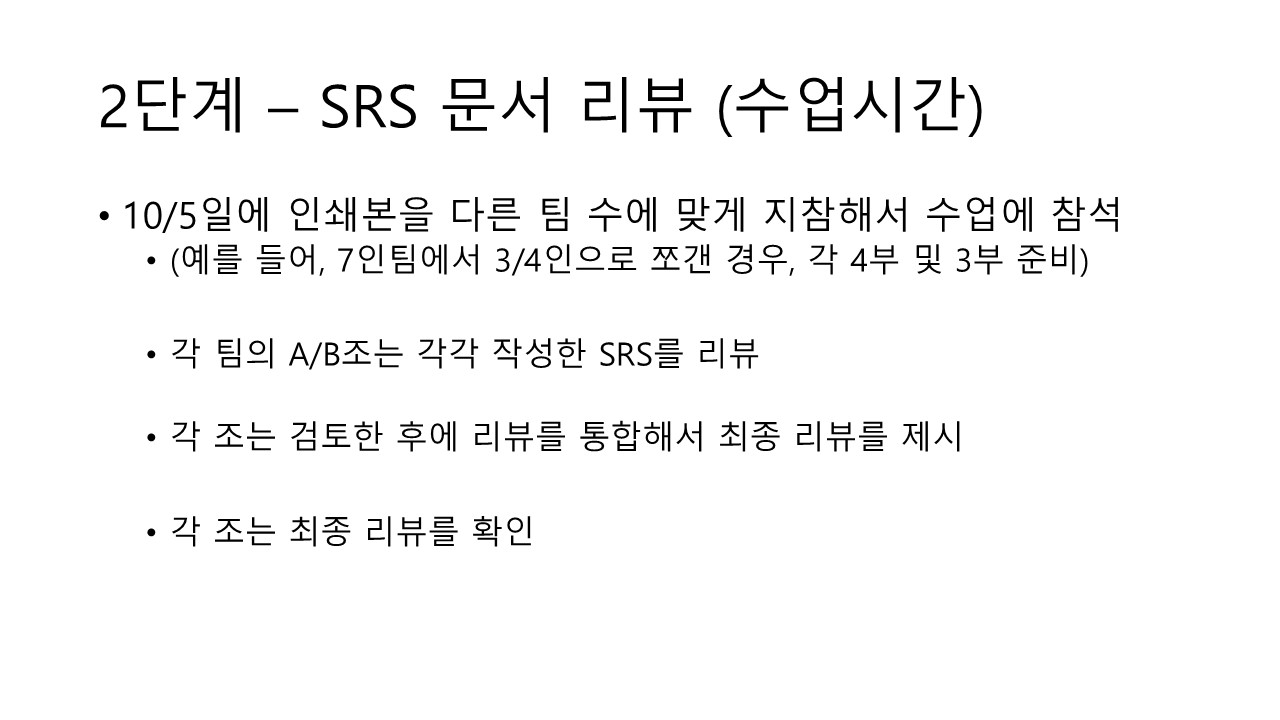 2단계 – SRS 문서 리뷰 (수업시간)
• 10/5일에 인쇄본을 다른 팀 수에 맞게 지참해서 수업에 참석
• (예를 들어, 7인팀에서 3/4인으로 쪼갠 경우, 각 4부 및 3부 준비)
• 각 팀의 A/B조는 각각 작성한 SRS를 리뷰
• 각 조는 검토한 후에 리뷰를 통합해서 최종 리뷰를 제시
• 각 조는 최종 리뷰를 확인